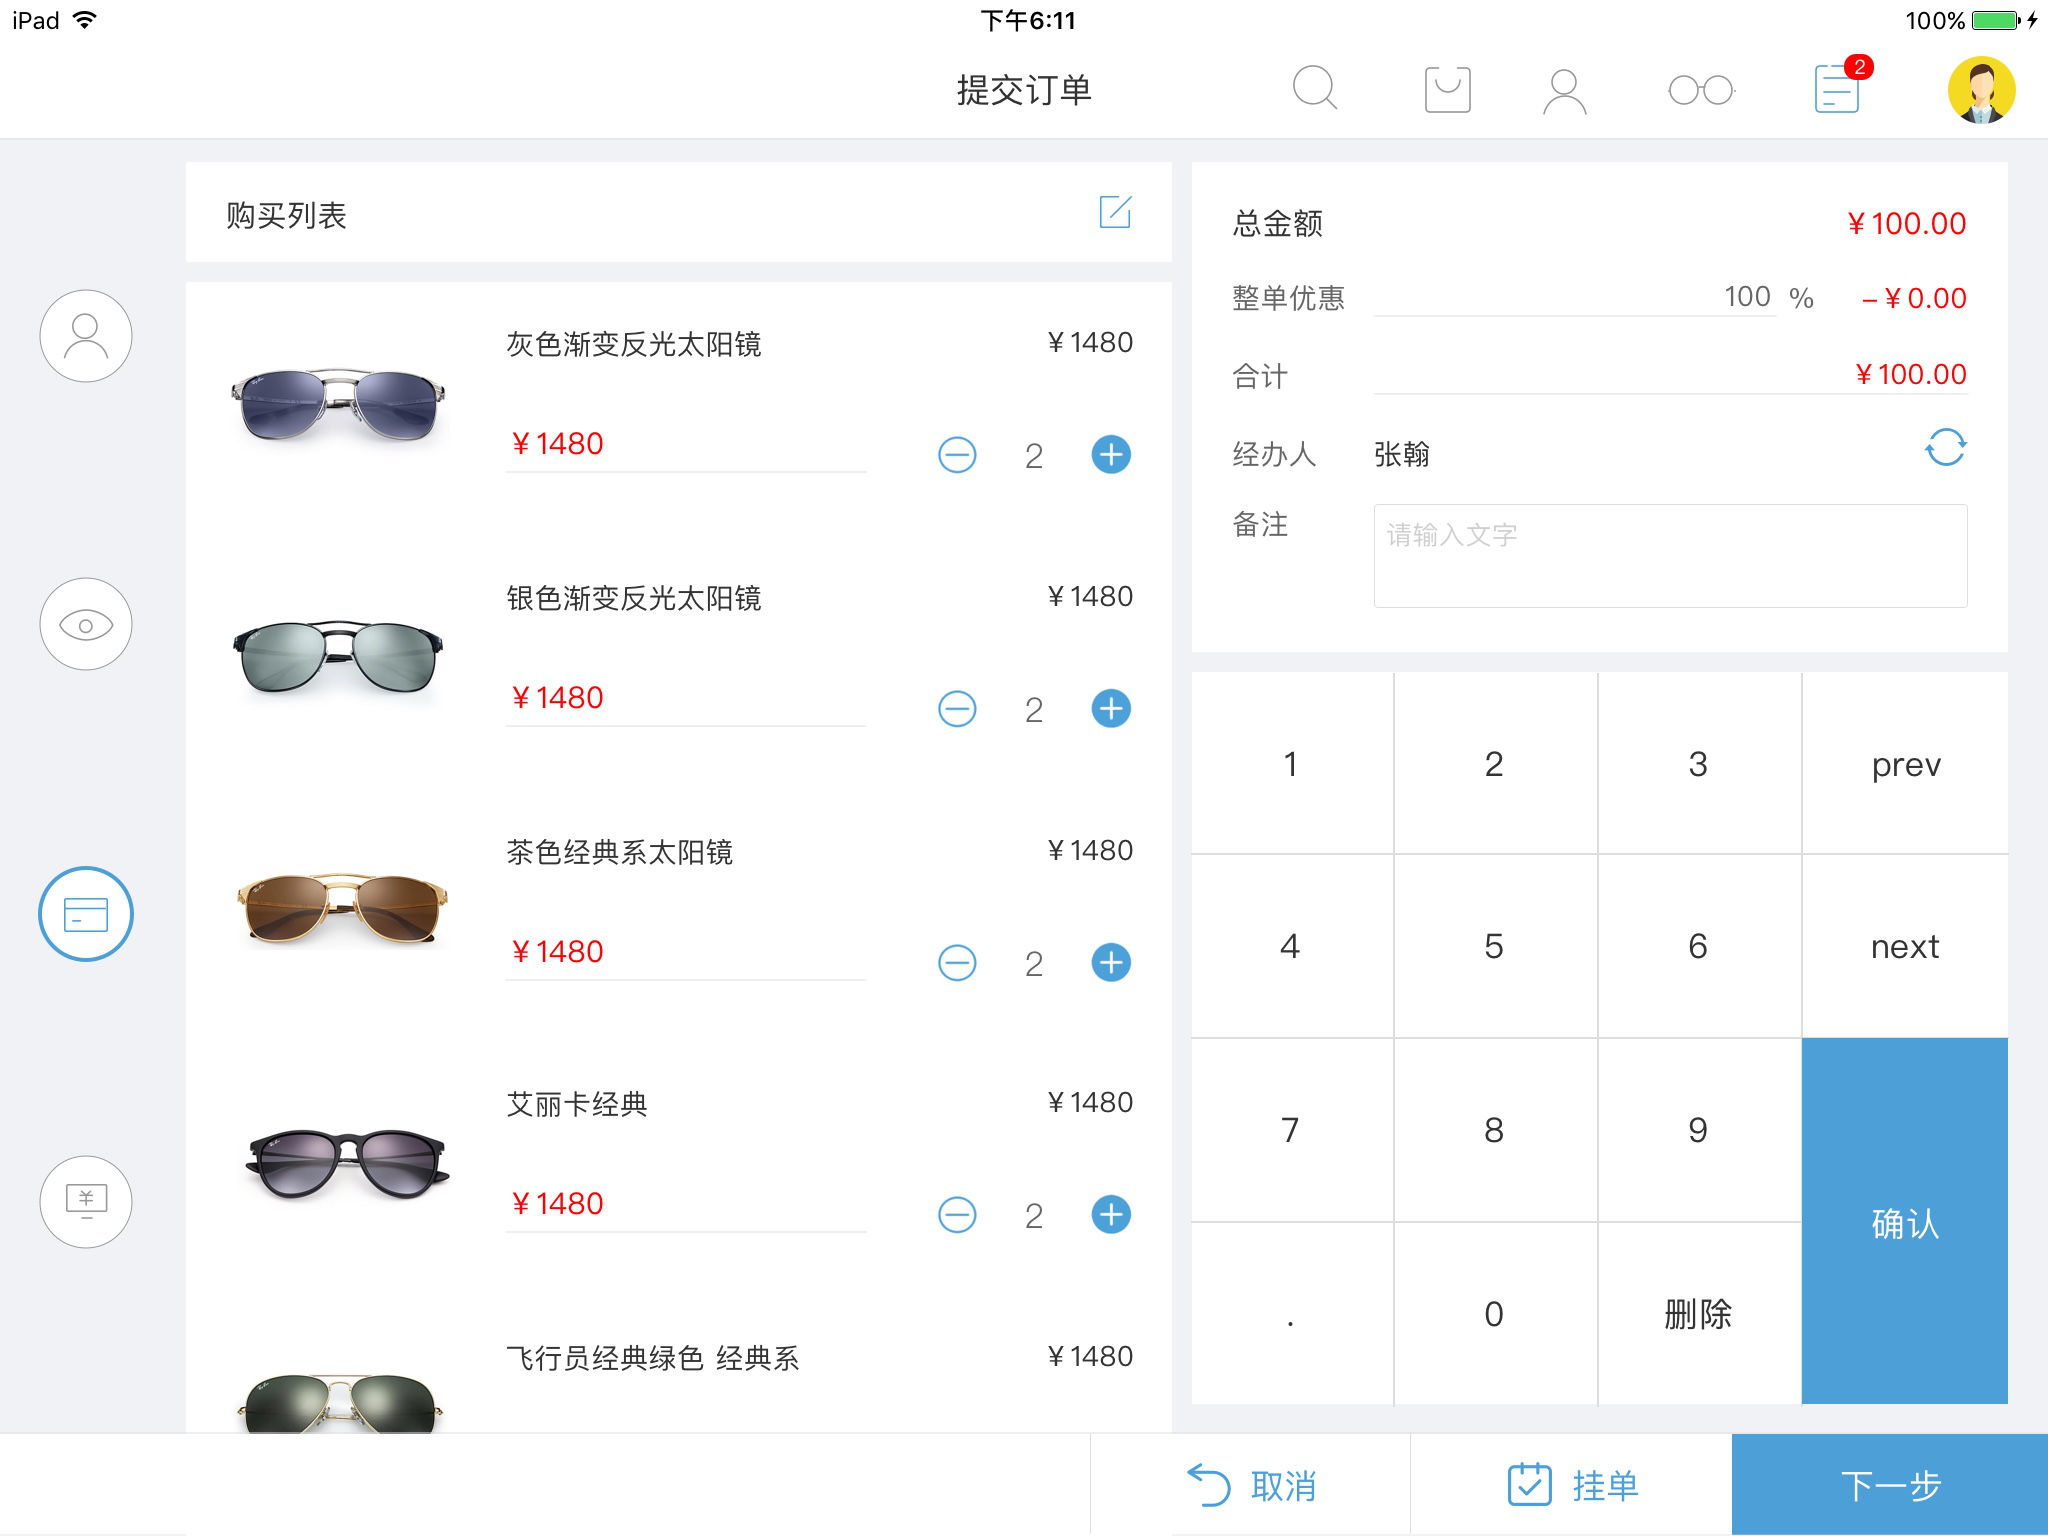 iPad 下午6:11 100%
提交订单
2
购买列表
灰色渐变反光太阳镜 ¥1480
¥1480 2
银色渐变反光太阳镜 ¥1480
¥1480 2
茶色经典系太阳镜 ¥1480
¥1480 2
艾丽卡经典 ¥1480
¥1480 2
飞行员经典绿色 经典系 ¥1480
总金额 ¥100.00
整单优惠 100 % –¥0.00
合计 ¥100.00
经办人 张翰
备注 请输入文字
1 2 3 prev
4 5 6 next
7 8 9
确认
. 0 删除
¥
取消 挂单 下一步